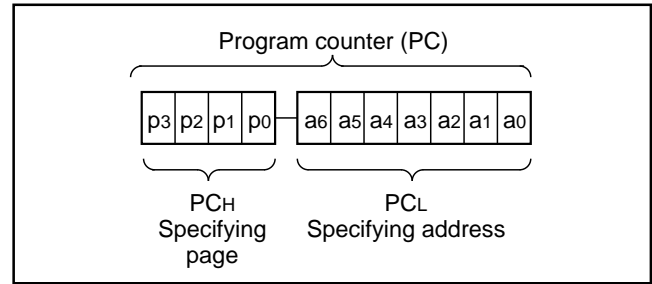 Program counter (PC)
p3 p2 p1 p0 a6 a5 a4 a3 a2 a1 a0
PCH PCL
Specifying page Specifying address